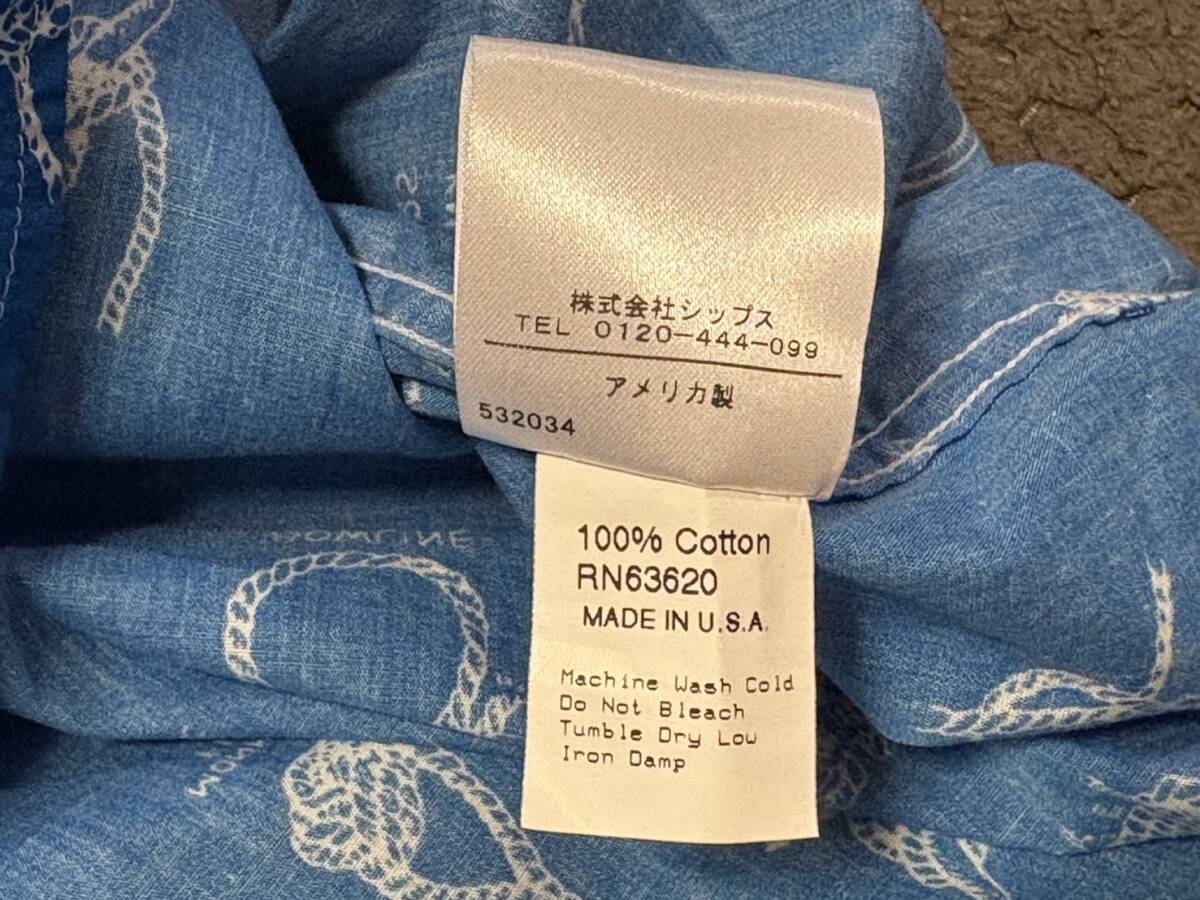 株式会社シップス
TEL 0120-444-099
アメリカ製
532034
100% Cotton
RN63620
MADE IN U.S.A.
Machine Wash Cold
Do Not Bleach
Tumble Dry Low
Iron Damp
BOWLINE